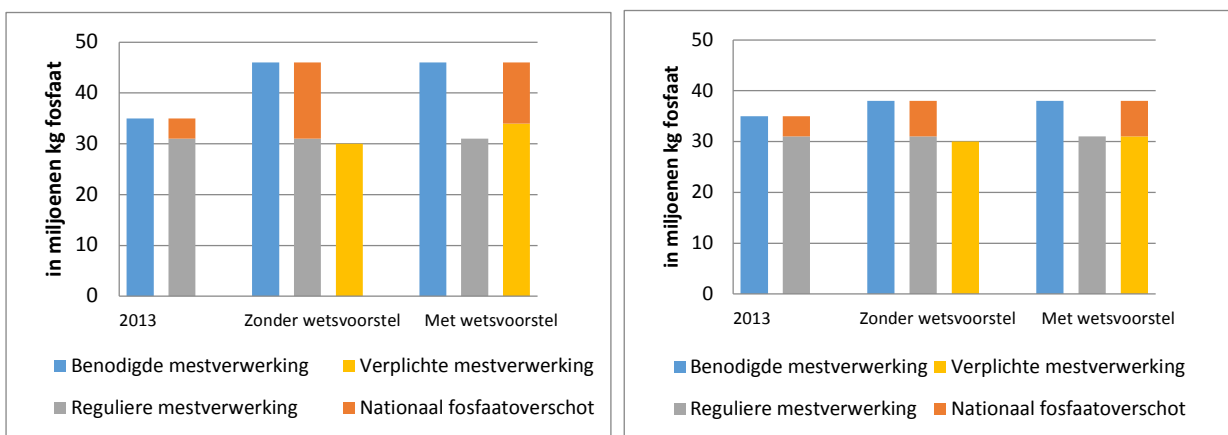 in miljoenen kg fosfaat
50
40
30
20
10
0
2013 Zonder wetsvoorstel Met wetsvoorstel
Benodigde mestverwerking Verplichte mestverwerking
Reguliere mestverwerking Nationaal fosfaatoverschot
in miljoenen kg fosfaat
50
40
30
20
10
0
2013 Zonder wetsvoorstel Met wetsvoorstel
Benodigde mestverwerking Verplichte mestverwerking
Reguliere mestverwerking Nationaal fosfaatoverschot